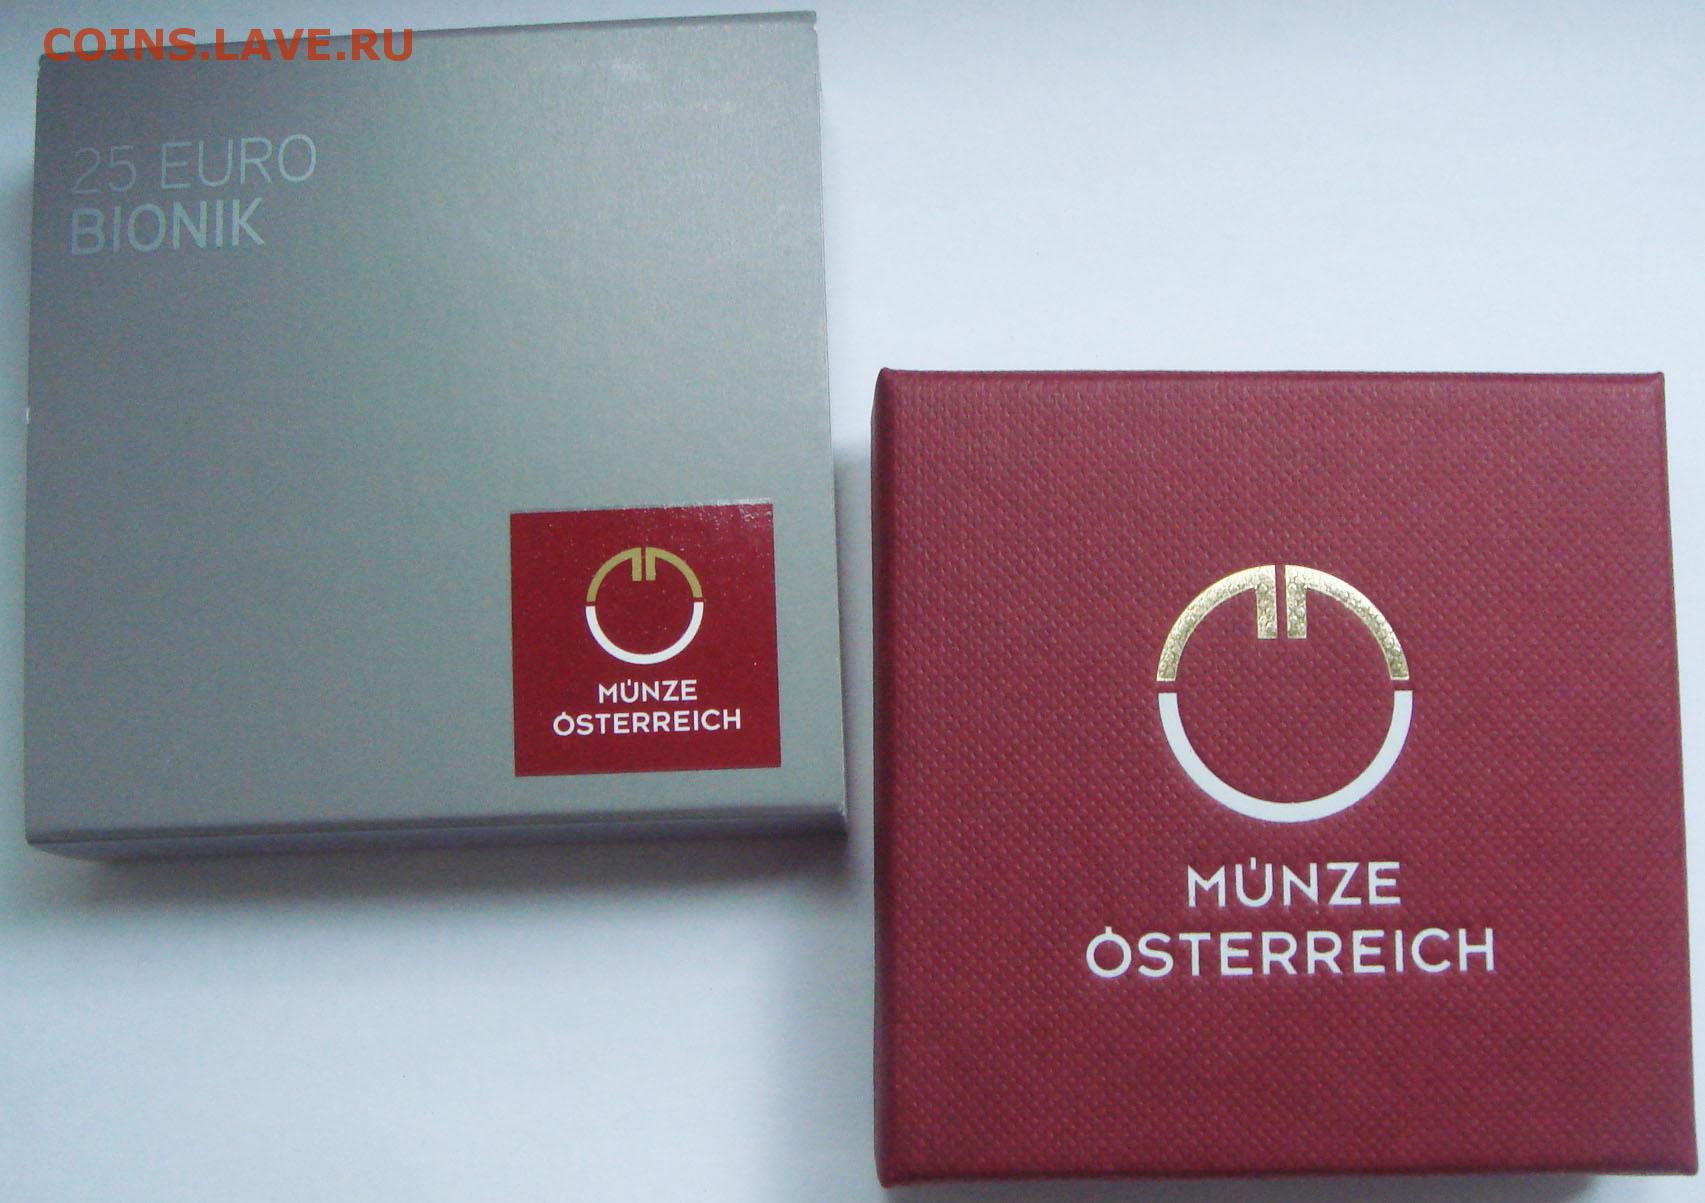 COINS.LAVE.RU
25 EURO
BIONIK
MÜNZE
ÖSTERREICH
MÜNZE
ÖSTERREICH